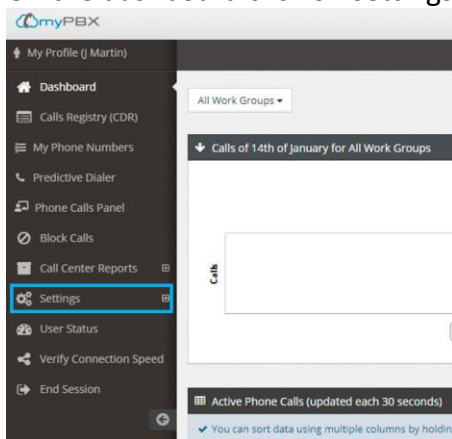 myPBX
My Profile (J Martin)
Dashboard
Calls Registry (CDR)
My Phone Numbers
Predictive Dialer
Phone Calls Panel
Block Calls
Call Center Reports
Settings
User Status
Verify Connection Speed
End Session
All Work Groups
Calls of 14th of January for All Work Groups
Calls
Active Phone Calls (updated each 30 seconds)
You can sort data using multiple columns by holdin